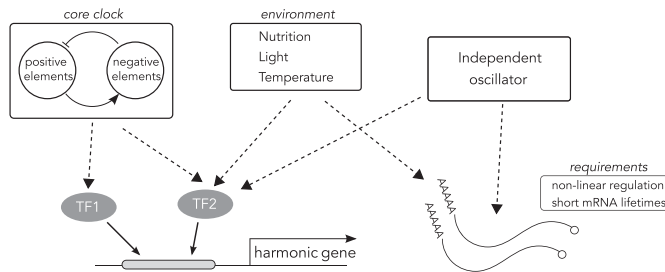 core clock
positive
elements
negative
elements
environment
Nutrition
Light
Temperature
Independent
oscillator
TF1
TF2
harmonic gene
AAAAA
AAAAA
requirements
non-linear regulation
short mRNA lifetimes